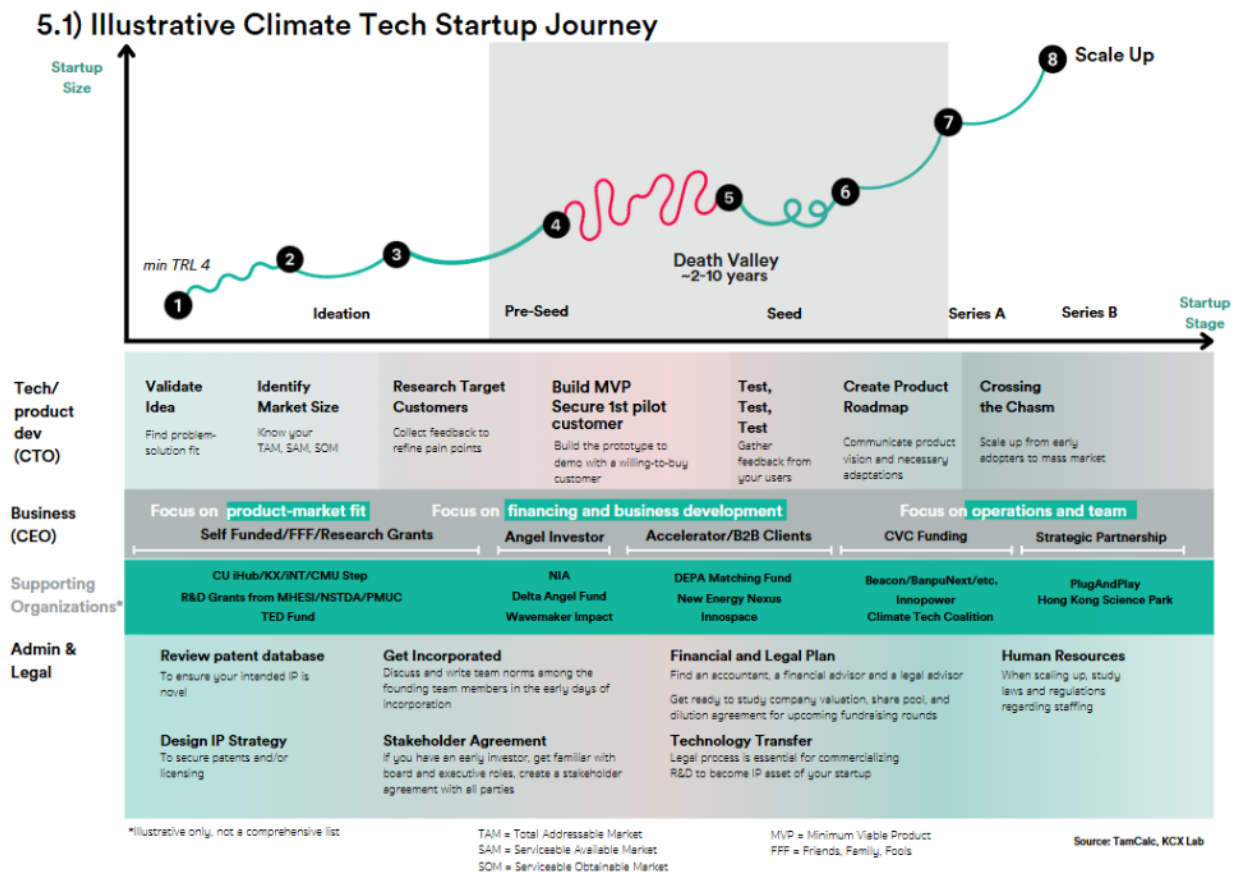 5.1) Illustrative Climate Tech Startup Journey
Startup
Size
8
Scale Up
7
6
5
4
3
2
1
min TRL 4
Death Valley
~2-10 years
Ideation
Pre-Seed
Seed
Series A
Series B
Startup
Stage
Tech/
product
dev
(CTO)
Validate
Idea
Find problem-
solution fit
Identify
Market Size
Know your
TAM, SAM, SOM
Research Target
Customers
Collect feedback to
refine pain points
Build MVP
Secure 1st pilot
customer
Build the prototype to
demo with a willing-to-buy
customer
Test,
Test,
Test
Gather
feedback from
your users
Create Product
Roadmap
Communicate product
vision and necessary
adaptations
Crossing
the Chasm
Scale up from early
adopters to mass market
Business
(CEO)
Focus on product-market fit
Focus on financing and business development
Focus on operations and team
Self Funded/FFF/Research Grants
Angel Investor
Accelerator/B2B Clients
CVC Funding
Strategic Partnership
Supporting
Organizations*
CU iHub/KX/iNT/CMU Step
R&D Grants from MHESI/NSTDA/PMUC
TED Fund
NIA
Delta Angel Fund
Wavemaker Impact
DEPA Matching Fund
New Energy Nexus
Innospace
Beacon/BanpuNext/etc.
Innopower
Climate Tech Coalition
PlugAndPlay
Hong Kong Science Park
Admin &
Legal
Review patent database
To ensure your intended IP is
novel
Design IP Strategy
To secure patents and/or
licensing
Get Incorporated
Discuss and write team norms among the
founding team members in the early days of
incorporation
Stakeholder Agreement
If you have an early investor, get familiar with
board and executive roles, create a stakeholder
agreement with all parties
Financial and Legal Plan
Find an accountant, a financial advisor and a legal advisor
Get ready to study company valuation, share pool, and
dilution agreement for upcoming fundraising rounds
Technology Transfer
Legal process is essential for commercializing
R&D to become IP asset of your startup
Human Resources
When scaling up, study
laws and regulations
regarding staffing
*Illustrative only, not a comprehensive list
TAM = Total Addressable Market
SAM = Serviceable Available Market
SOM = Serviceable Obtainable Market
MVP = Minimum Viable Product
FFF = Friends, Family, Fools
Source: TamCalc, KCX Lab